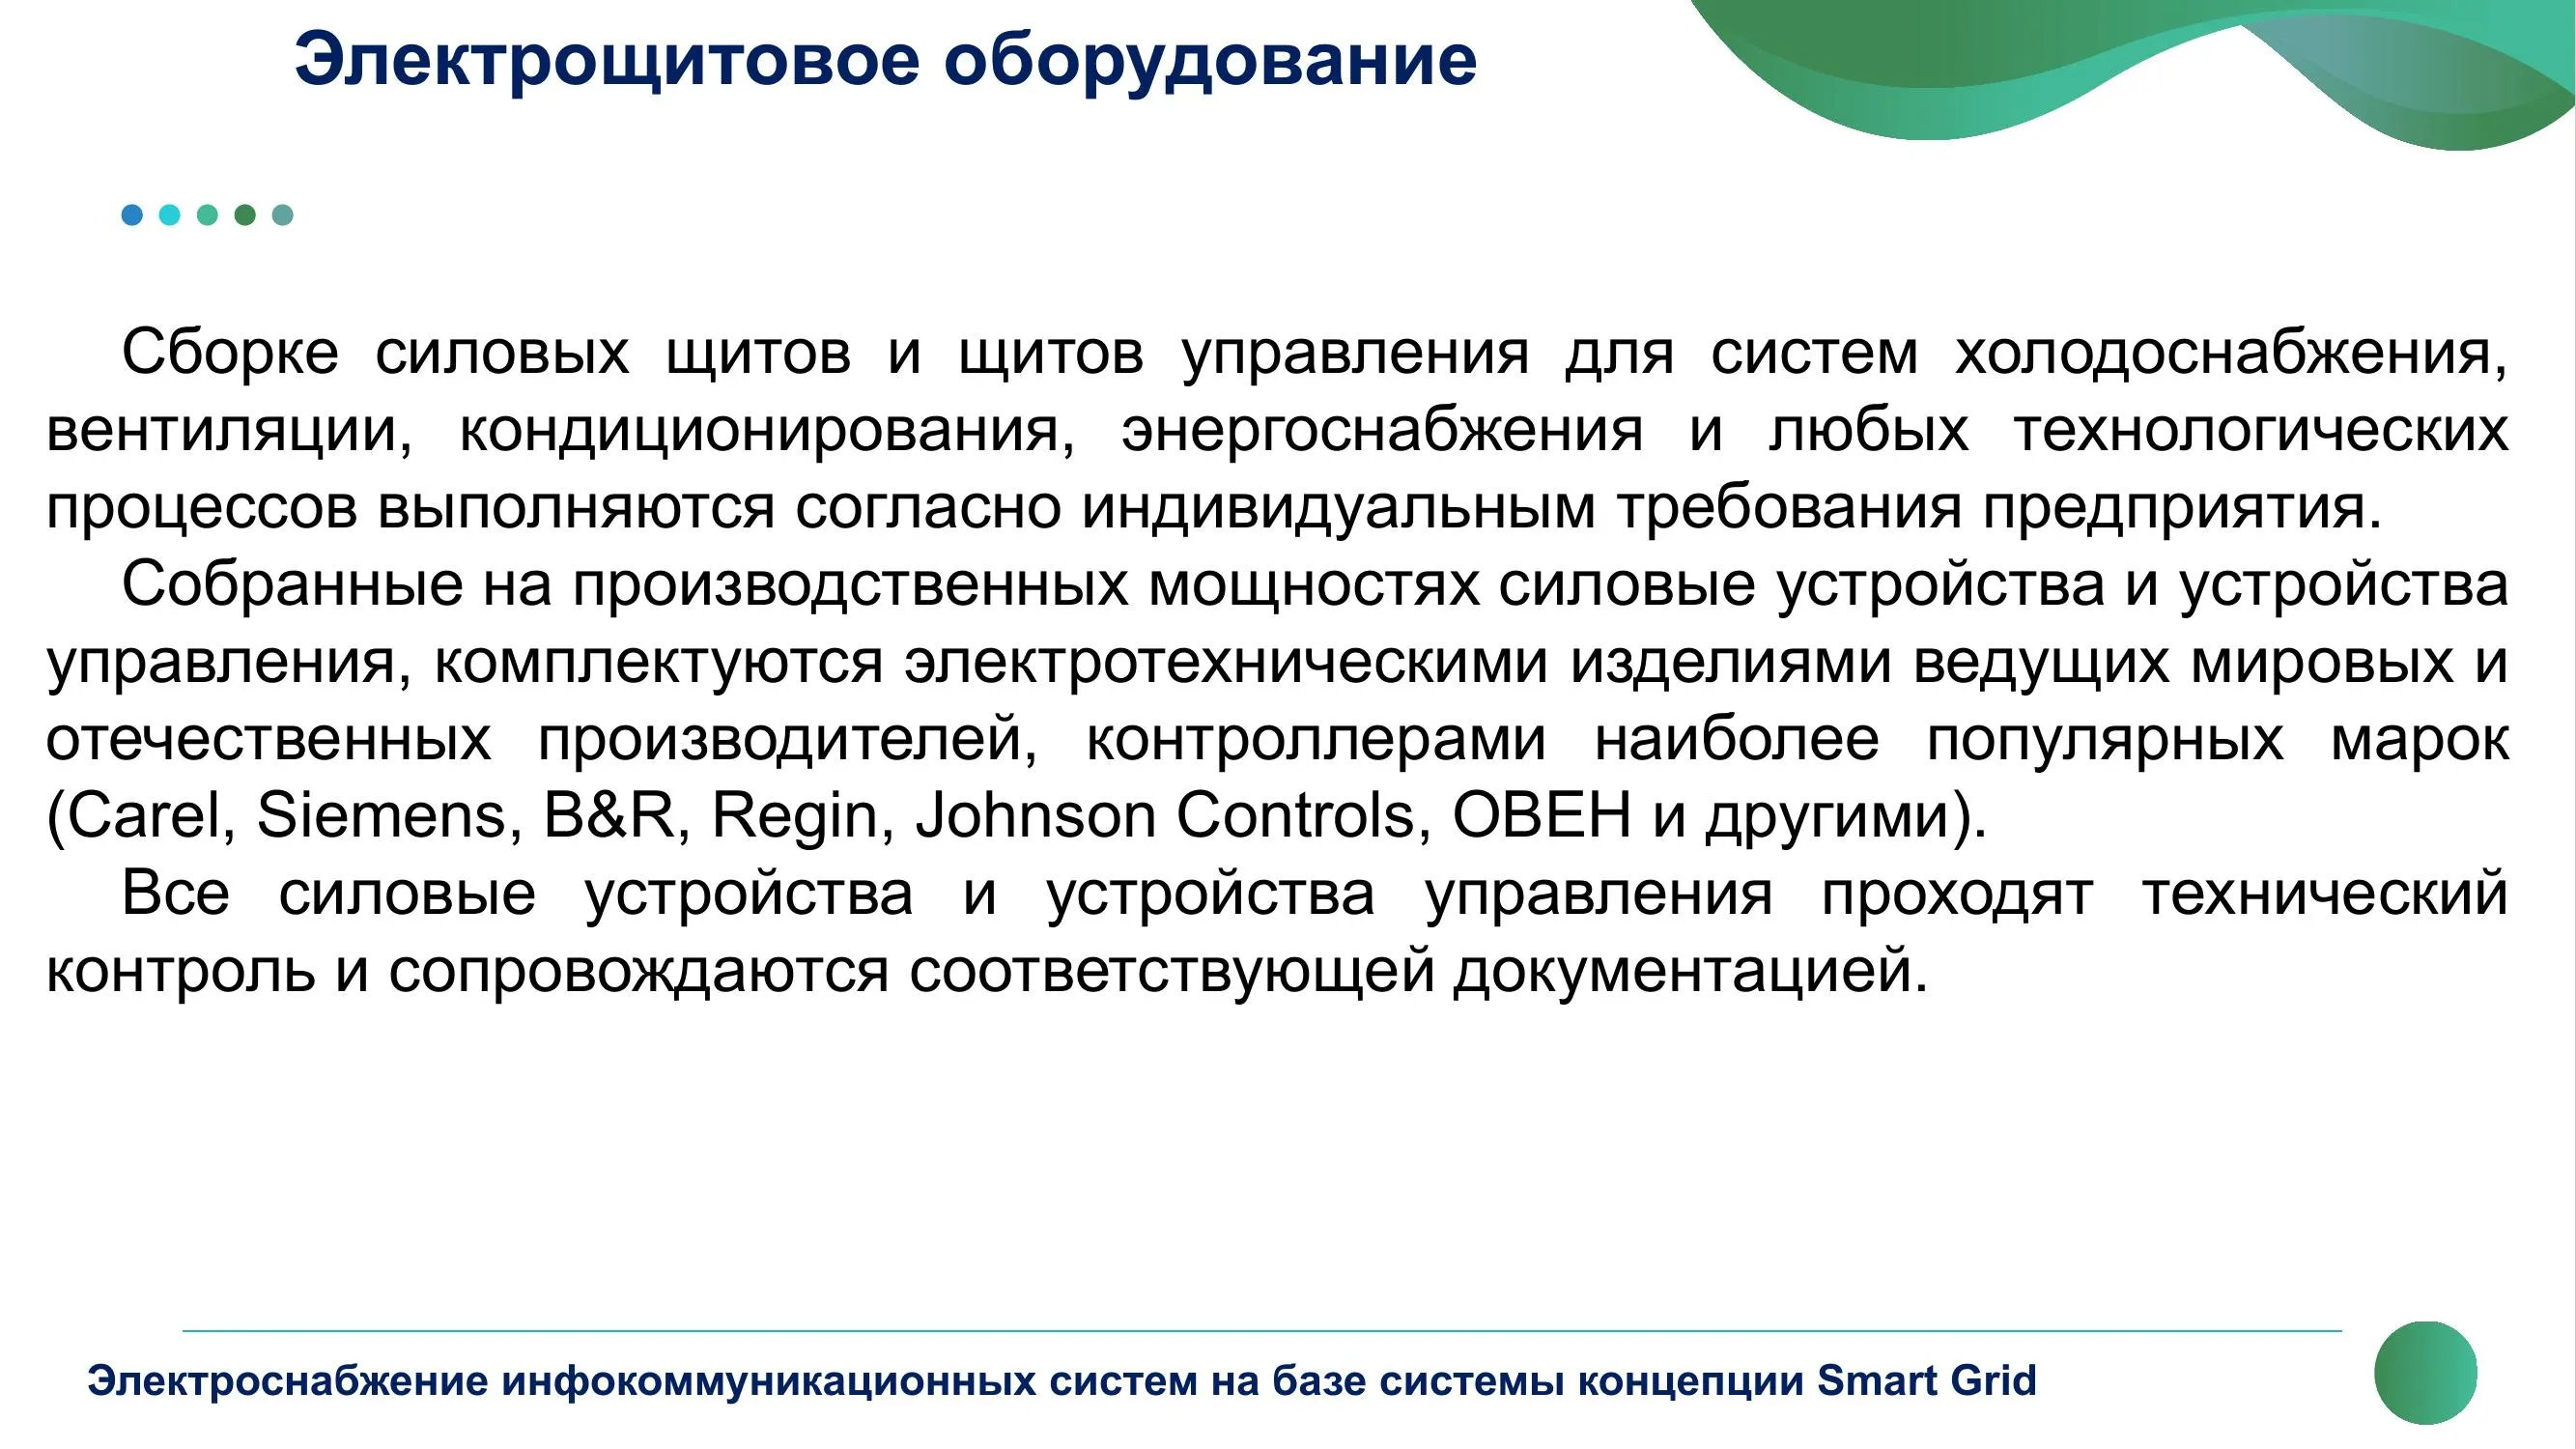 Электрощитовое оборудование
Сборке силовых щитов и щитов управления для систем холодоснабжения,
вентиляции, кондиционирования, энергоснабжения и любых технологических
процессов выполняются согласно индивидуальным требования предприятия.
Собранные на производственных мощностях силовые устройства и устройства
управления, комплектуются электротехническими изделиями ведущих мировых и
отечественных производителей, контроллерами наиболее популярных марок
(Carel, Siemens, B&R, Regin, Johnson Controls, ОВЕН и другими).
Все силовые устройства и устройства управления проходят технический
контроль и сопровождаются соответствующей документацией.
Электроснабжение инфокоммуникационных систем на базе системы концепции Smart Grid